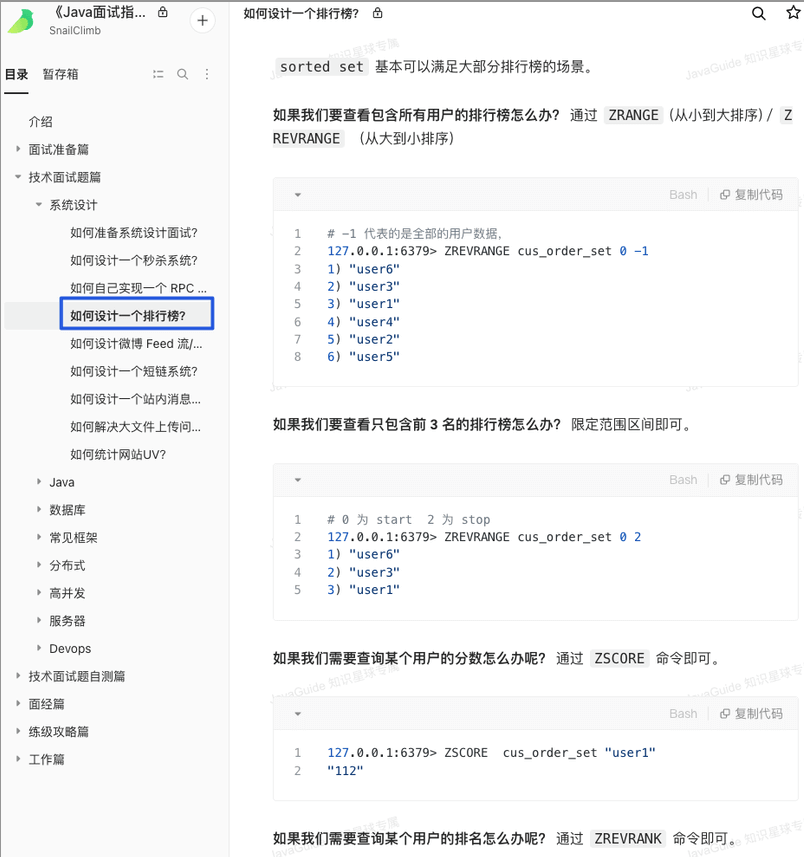 《Java面试指...
SnailClimb
目录 暂存箱
介绍
面试准备篇
技术面试题篇
系统设计
如何准备系统设计面试?
如何设计一个秒杀系统?
如何自己实现一个 RPC ...
如何设计一个排行榜?
如何设计微博 Feed 流/...
如何设计一个短链系统?
如何设计一个站内消息...
如何解决大文件上传问...
如何统计网站UV?
Java
数据库
常见框架
分布式
高并发
服务器
Devops
技术面试题自测篇
面经篇
练级攻略篇
工作篇
如何设计一个排行榜?
JavaGuide 知识星球专属
sorted set 基本可以满足大部分排行榜的场景。
如果我们要查看包含所有用户的排行榜怎么办? 通过 ZRANGE (从小到大排序) / Z
REVRANGE (从大到小排序)
Bash 复制代码
1 # -1 代表的是全部的用户数据,
2 127.0.0.1:6379> ZREVRANGE cus_order_set 0 -1
3 1) "user6"
4 2) "user3"
5 3) "user1"
6 4) "user4"
7 5) "user2"
8 6) "user5"
如果我们要查看只包含前 3 名的排行榜怎么办? 限定范围区间即可。
Bash 复制代码
1 # 0 为 start 2 为 stop
2 127.0.0.1:6379> ZREVRANGE cus_order_set 0 2
3 1) "user6"
4 2) "user3"
5 3) "user1"
如果我们需要查询某个用户的分数怎么办呢? 通过 ZSCORE 命令即可。
JavaGuide 知识星球专属
JavaGuide 知识星球专属
Bash 复制代码
1 127.0.0.1:6379> ZSCORE cus_order_set "user1"
2 "112"
如果我们需要查询某个用户的排名怎么办呢? 通过 ZREVRANK 命令即可。